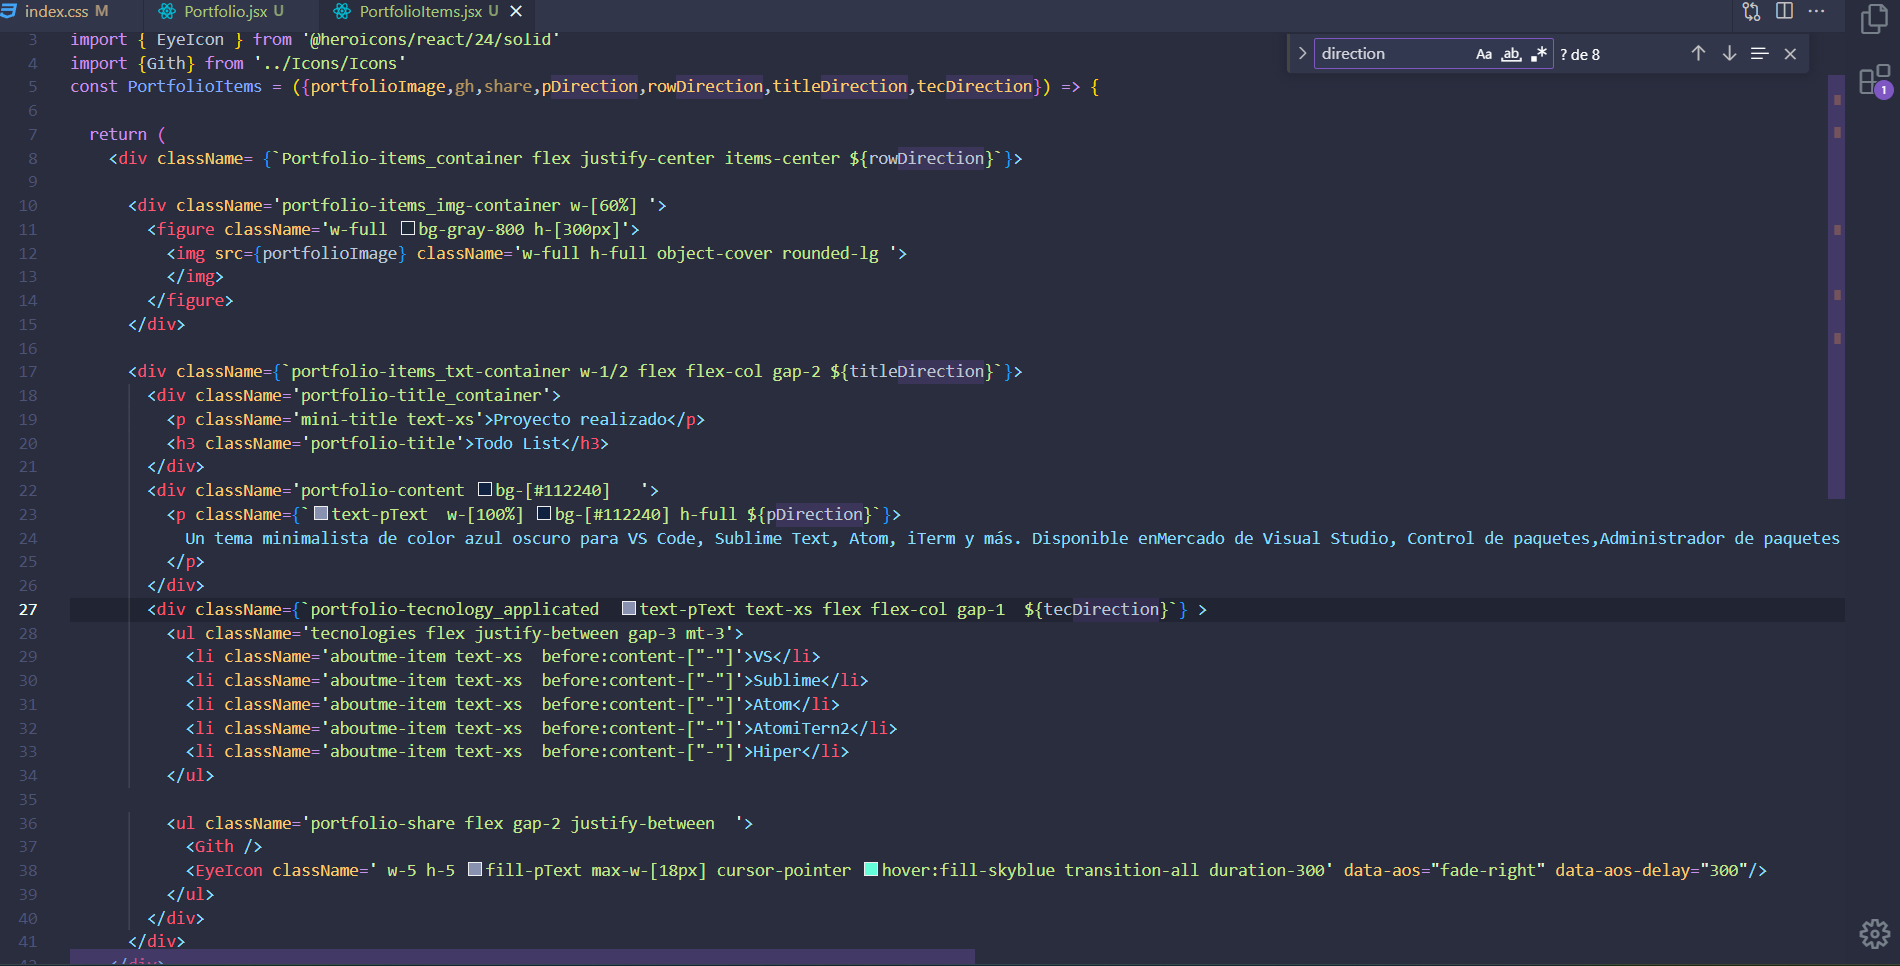 index.css M Portfolio.jsx U PortfolioItems.jsx U
direction Aa ab ? de 8
3 import { EyeIcon } from '@heroicons/react/24/solid'
4 import {Gith} from '../Icons/Icons'
5 const PortfolioItems = ({portfolioImage,gh,share,pDirection,rowDirection,titleDirection,tecDirection}) => {
6
7 return (
8 <div className= {`Portfolio-items_container flex justify-center items-center ${rowDirection}`}>
9
10 <div className='portfolio-items_img-container w-[60%] '>
11 <figure className='w-full bg-gray-800 h-[300px]'>
12 <img src={portfolioImage} className='w-full h-full object-cover rounded-lg '>
13 </img>
14 </figure>
15 </div>
16
17 <div className={`portfolio-items_txt-container w-1/2 flex flex-col gap-2 ${titleDirection}`}>
18 <div className='portfolio-title_container'>
19 <p className='mini-title text-xs'>Proyecto realizado</p>
20 <h3 className='portfolio-title'>Todo List</h3>
21 </div>
22 <div className='portfolio-content bg-[#112240]   '>
23 <p className={`text-pText  w-[100%] bg-[#112240] h-full ${pDirection}`}>
24 Un tema minimalista de color azul oscuro para VS Code, Sublime Text, Atom, iTerm y más. Disponible enMercado de Visual Studio, Control de paquetes,Administrador de paquetes
25 </p>
26 </div>
27 <div className={`portfolio-tecnology_applicated  text-pText text-xs flex flex-col gap-1  ${tecDirection}`} >
28 <ul className='tecnologies flex justify-between gap-3 mt-3'>
29 <li className='aboutme-item text-xs  before:content-["-"]'>VS</li>
30 <li className='aboutme-item text-xs  before:content-["-"]'>Sublime</li>
31 <li className='aboutme-item text-xs  before:content-["-"]'>Atom</li>
32 <li className='aboutme-item text-xs  before:content-["-"]'>AtomiTern2</li>
33 <li className='aboutme-item text-xs  before:content-["-"]'>Hiper</li>
34 </ul>
35
36 <ul className='portfolio-share flex gap-2 justify-between  '>
37 <Gith />
38 <EyeIcon className=' w-5 h-5 fill-pText max-w-[18px] cursor-pointer hover:fill-skyblue transition-all duration-300' data-aos="fade-right" data-aos-delay="300"/>
39 </ul>
40 </div>
41 </div>
42 </div>
1